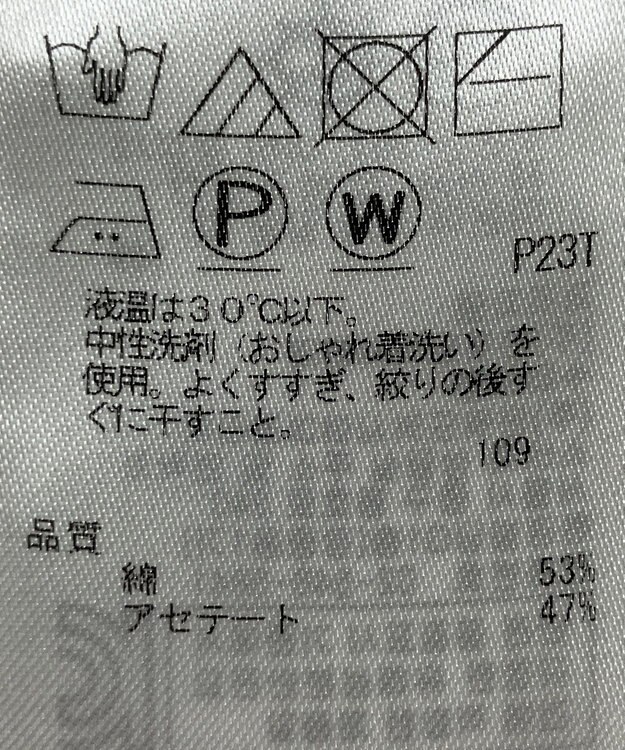 P W
P23T
液温は30℃以下。
中性洗剤（おしゃれ着洗い）を
使用。よくすすぎ、絞りの後す
ぐに干すこと。
109
品質
綿 53%
アセテート 47%